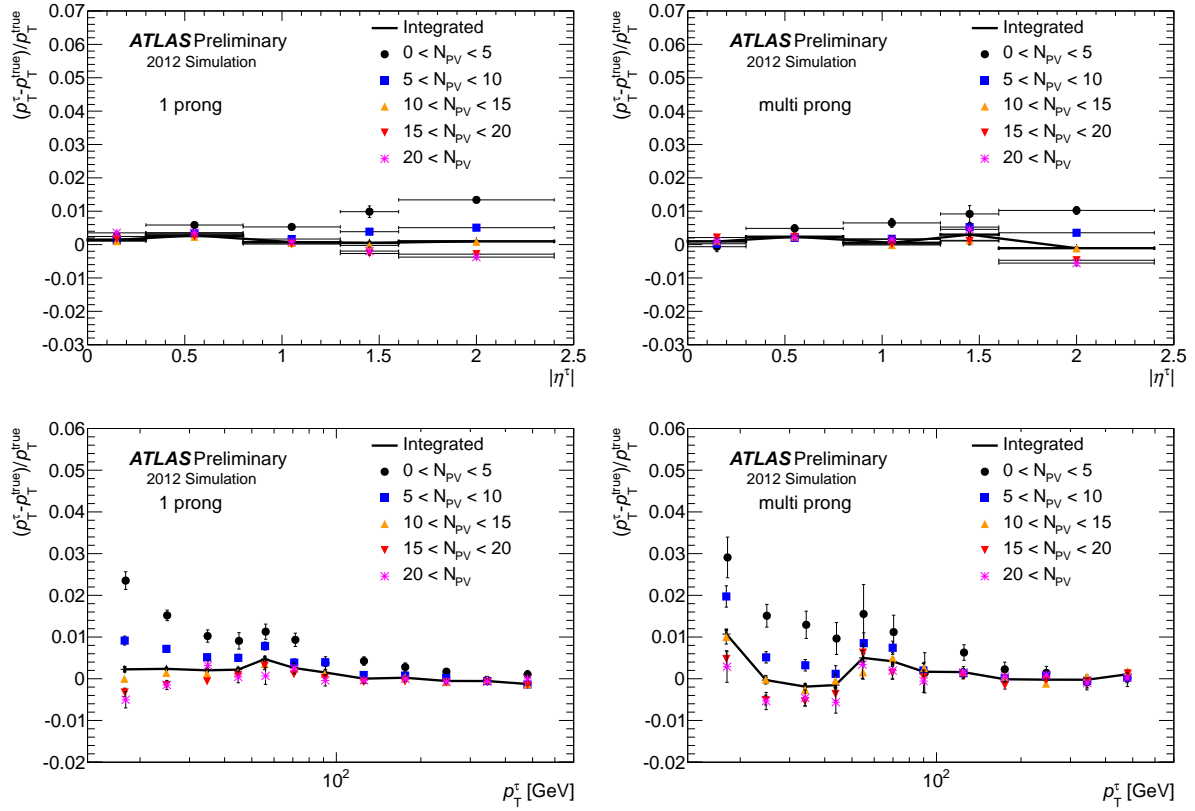 (p_T^τ-p_T^true)/p_T^true
0.07
0.06
0.05
0.04
0.03
0.02
0.01
0
-0.01
-0.02
-0.03
ATLAS Preliminary
2012 Simulation
1 prong
Integrated
0 < N_PV < 5
5 < N_PV < 10
10 < N_PV < 15
15 < N_PV < 20
20 < N_PV
0 0.5 1 1.5 2 2.5
|η^τ|
(p_T^τ-p_T^true)/p_T^true
0.07
0.06
0.05
0.04
0.03
0.02
0.01
0
-0.01
-0.02
-0.03
ATLAS Preliminary
2012 Simulation
multi prong
Integrated
0 < N_PV < 5
5 < N_PV < 10
10 < N_PV < 15
15 < N_PV < 20
20 < N_PV
0 0.5 1 1.5 2 2.5
|η^τ|
(p_T^τ-p_T^true)/p_T^true
0.06
0.05
0.04
0.03
0.02
0.01
0
-0.01
-0.02
ATLAS Preliminary
2012 Simulation
1 prong
Integrated
0 < N_PV < 5
5 < N_PV < 10
10 < N_PV < 15
15 < N_PV < 20
20 < N_PV
10^2
p_T^τ [GeV]
(p_T^τ-p_T^true)/p_T^true
0.06
0.05
0.04
0.03
0.02
0.01
0
-0.01
-0.02
ATLAS Preliminary
2012 Simulation
multi prong
Integrated
0 < N_PV < 5
5 < N_PV < 10
10 < N_PV < 15
15 < N_PV < 20
20 < N_PV
10^2
p_T^τ [GeV]